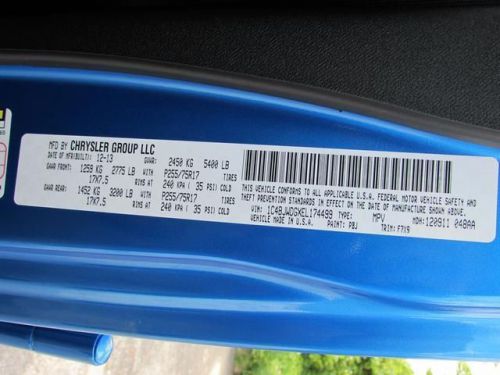 MFD BY CHRYSLER GROUP LLC
DATE OF MFR(BUILT): 12-13 GVWR: 2450 KG 5400 LB
GAWR FRONT: 1259 KG 2775 LB WITH P255/75R17 TIRES
17X7.5 RIMS AT 240 KPA ( 35 PSI) COLD
GAWR REAR: 1452 KG 3200 LB WITH P255/75R17 TIRES
17X7.5 RIMS AT 240 KPA ( 35 PSI) COLD
THIS VEHICLE CONFORMS TO ALL APPLICABLE U.S.A. FEDERAL MOTOR VEHICLE SAFETY AND
THEFT PREVENTION STANDARDS IN EFFECT ON THE DATE OF MANUFACTURE SHOWN ABOVE.
VIN: 1C4BJWDGXEL174499 TYPE: MPV MDH: 120911 048AA
VEHICLE MADE IN U.S.A. PAINT: PBJ TRIM: F7X9